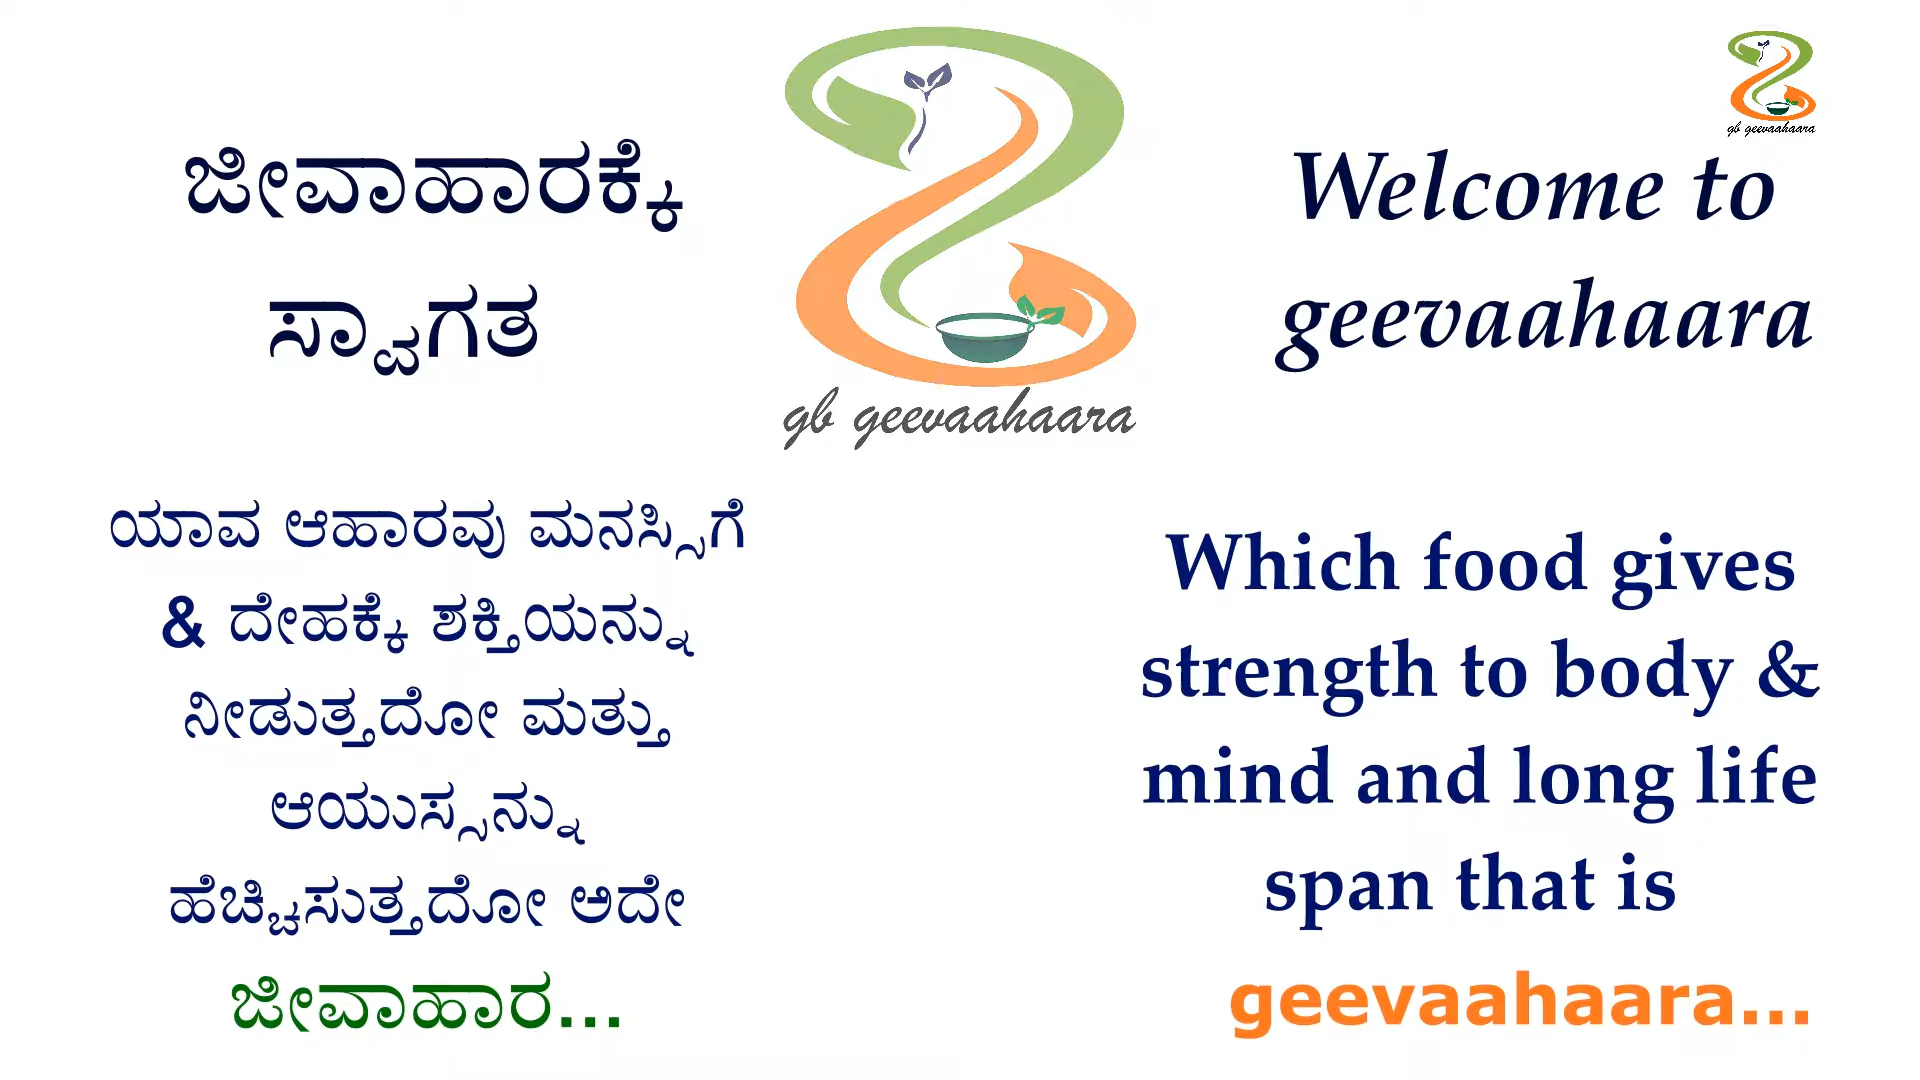 ಜೀವಾಹಾರಕ್ಕೆ
ಸ್ವಾಗತ
gb geevaahaara
gb geevaahaara
Welcome to
geevaahaara
ಯಾವ ಆಹಾರವು ಮನಸ್ಸಿಗೆ
& ದೇಹಕ್ಕೆ ಶಕ್ತಿಯನ್ನು
ನೀಡುತ್ತದೋ ಮತ್ತು
ಆಯುಸ್ಸನ್ನು
ಹೆಚ್ಚಿಸುತ್ತದೋ ಅದೇ
ಜೀವಾಹಾರ...
Which food gives
strength to body &
mind and long life
span that is
geevaahaara...